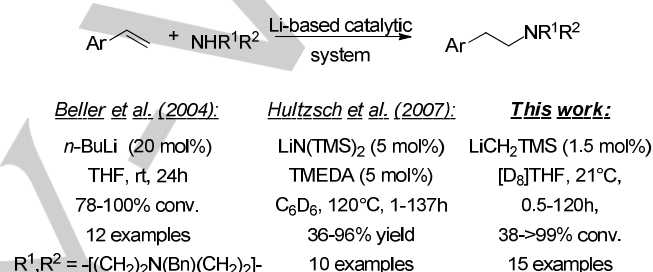 Ar + NHR¹R² Li-based catalytic system Ar NR¹R²
Beller et al. (2004):
n-BuLi (20 mol%)
THF, rt, 24h
78-100% conv.
12 examples
R¹,R² = -[(CH₂)₂N(Bn)(CH₂)₂]-
Hultzsch et al. (2007):
LiN(TMS)₂ (5 mol%)
TMEDA (5 mol%)
C₆D₆, 120°C, 1-137h
36-96% yield
10 examples
This work:
LiCH₂TMS (1.5 mol%)
[D₈]THF, 21°C,
0.5-120h,
38->99% conv.
15 examples